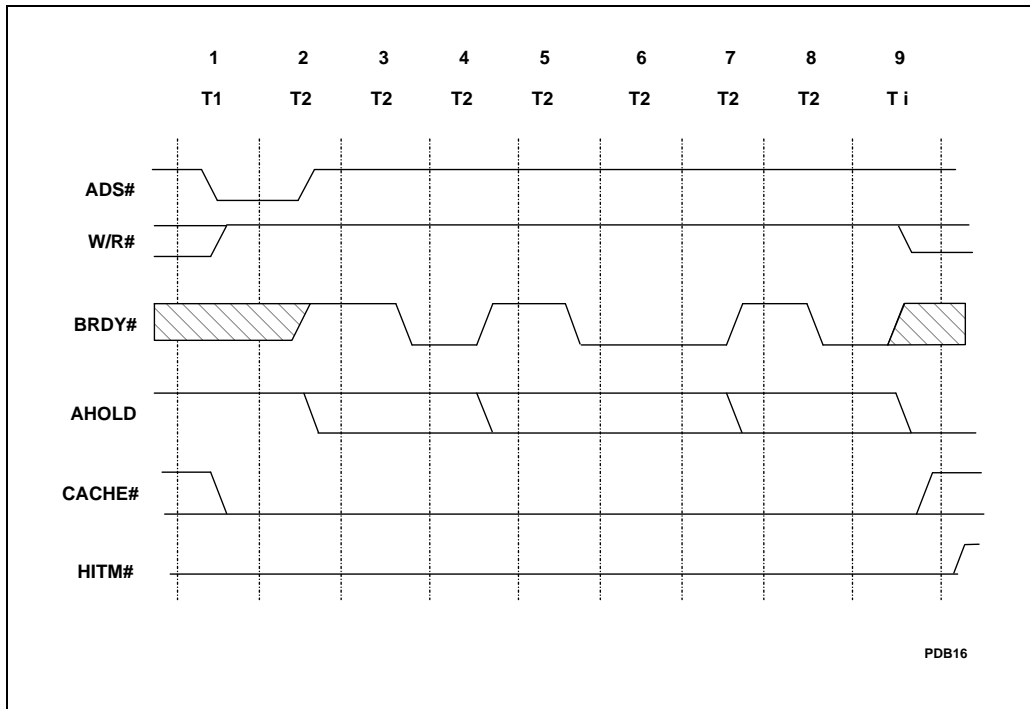 1 2 3 4 5 6 7 8 9
T1 T2 T2 T2 T2 T2 T2 T2 T i
ADS#
W/R#
BRDY#
AHOLD
CACHE#
HITM#
PDB16